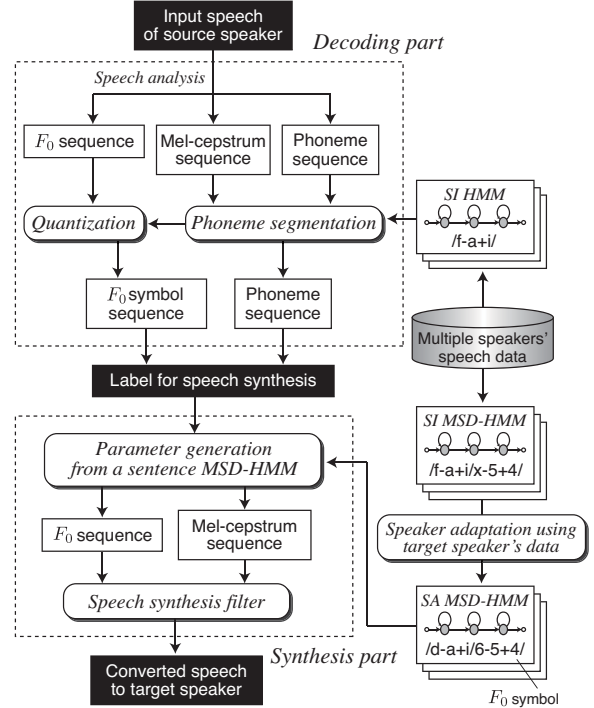 Input speech
of source speaker
Decoding part
Speech analysis
F0 sequence
Mel-cepstrum
sequence
Phoneme
sequence
Quantization
Phoneme segmentation
SI HMM
/f-a+i/
F0 symbol
sequence
Phoneme
sequence
Multiple speakers'
speech data
Label for speech synthesis
SI MSD-HMM
/f-a+i/x-5+4/
Parameter generation
from a sentence MSD-HMM
F0 sequence
Mel-cepstrum
sequence
Speaker adaptation using
target speaker's data
Speech synthesis filter
SA MSD-HMM
/d-a+i/6-5+4/
Synthesis part
Converted speech
to target speaker
F0 symbol